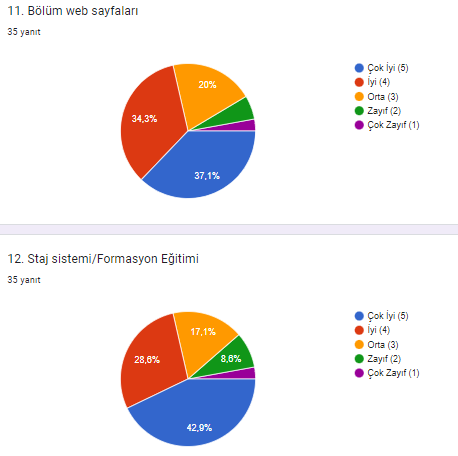 11. Bölüm web sayfaları
35 yanıt
Çok İyi (5)
İyi (4)
Orta (3)
Zayıf (2)
Çok Zayıf (1)
20%
34,3%
37,1%
12. Staj sistemi/Formasyon Eğitimi
35 yanıt
Çok İyi (5)
İyi (4)
Orta (3)
Zayıf (2)
Çok Zayıf (1)
17,1%
28,6%
8,6%
42,9%